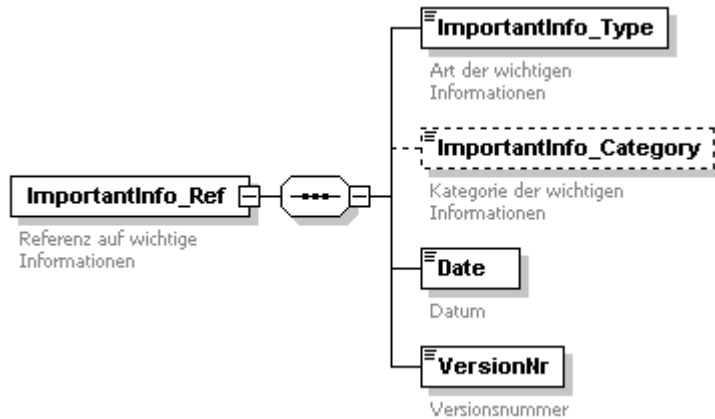 ImportantInfo_Type
Art der wichtigen
Informationen
ImportantInfo_Category
Kategorie der wichtigen
Informationen
ImportantInfo_Ref
Referenz auf wichtige
Informationen
Date
Datum
VersionNr
Versionsnummer